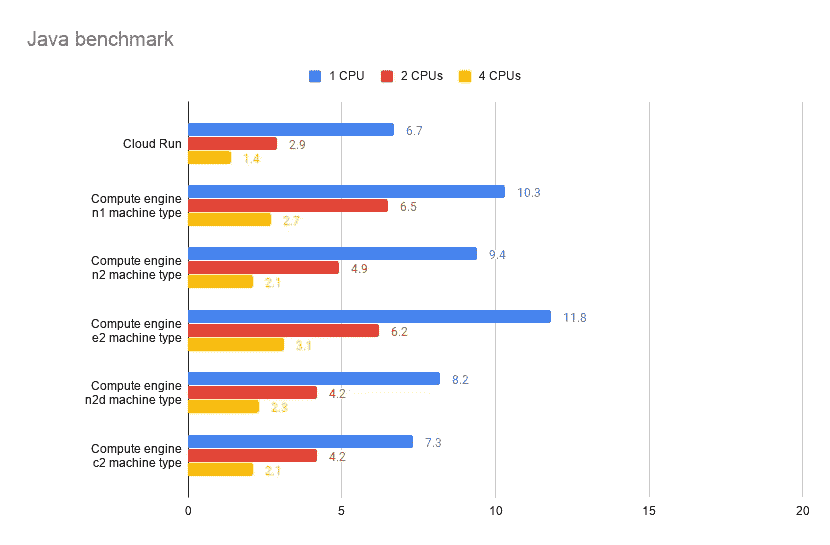 Java benchmark
1 CPU 2 CPUs 4 CPUs
Cloud Run
6.7
2.9
1.4
Compute engine
n1 machine type
10.3
6.5
2.7
Compute engine
n2 machine type
9.4
4.9
2.1
Compute engine
e2 machine type
11.8
6.2
3.1
Compute engine
n2d machine type
8.2
4.2
2.3
Compute engine
c2 machine type
7.3
4.2
2.1
0 5 10 15 20